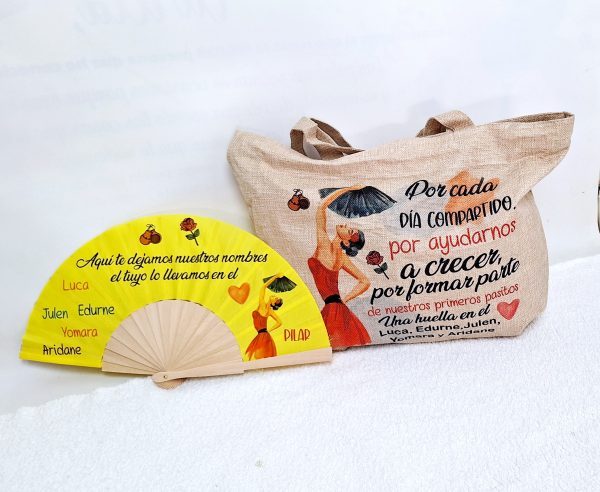 Aquí te dejamos nuestros nombres
el tuyo lo llevamos en el
Luca
Julen Edurne
Yomara
Aridane
PILAR
Por cada
DÍA COMPARTIDO,
por ayudarnos
a crecer,
por formar parte
de nuestros primeros pasitos
Una huella en el
Luca, Edurne, Julen,
Yomara y Aridane